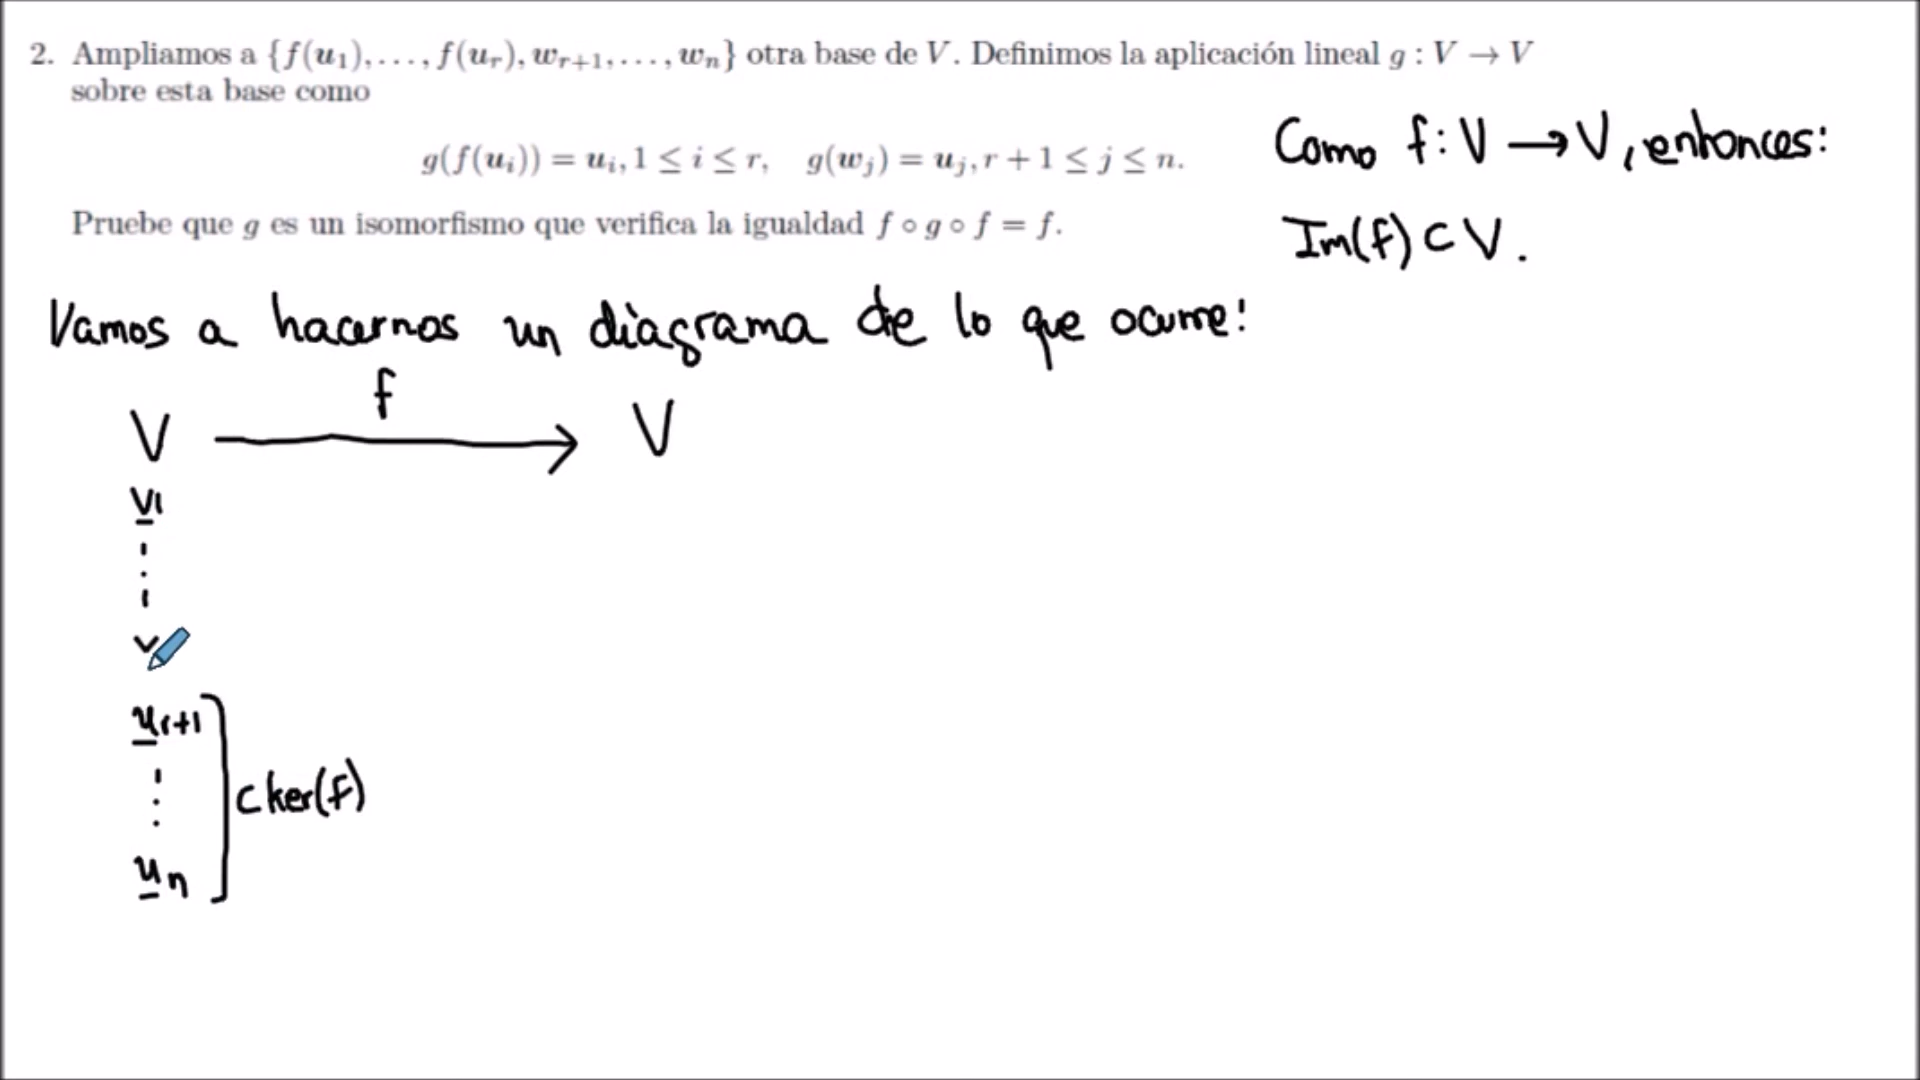 2. Ampliamos a {f(u₁), …, f(uᵣ), wᵣ₊₁, …, wₙ} otra base de V. Definimos la aplicación lineal g : V → V
sobre esta base como
g(f(uᵢ)) = uᵢ, 1 ≤ i ≤ r,   g(wⱼ) = uⱼ, r + 1 ≤ j ≤ n.
Pruebe que g es un isomorfismo que verifica la igualdad f ∘ g ∘ f = f.
Como f: V → V, entonces:
Im(f) ⊂ V.
Vamos a hacernos un diagrama de lo que ocurre:
f
V → V
v₁
⋮
v
uᵣ₊₁
⋮
⊂ ker(f)
uₙ